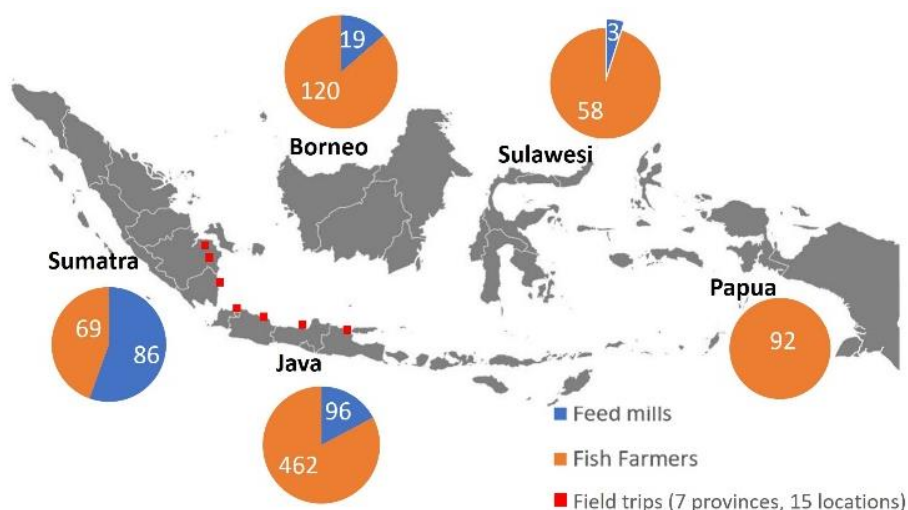 19
120
Borneo
3
58
Sulawesi
Sumatra
69
86
Java
96
462
Papua
92
Feed mills
Fish Farmers
Field trips (7 provinces, 15 locations)